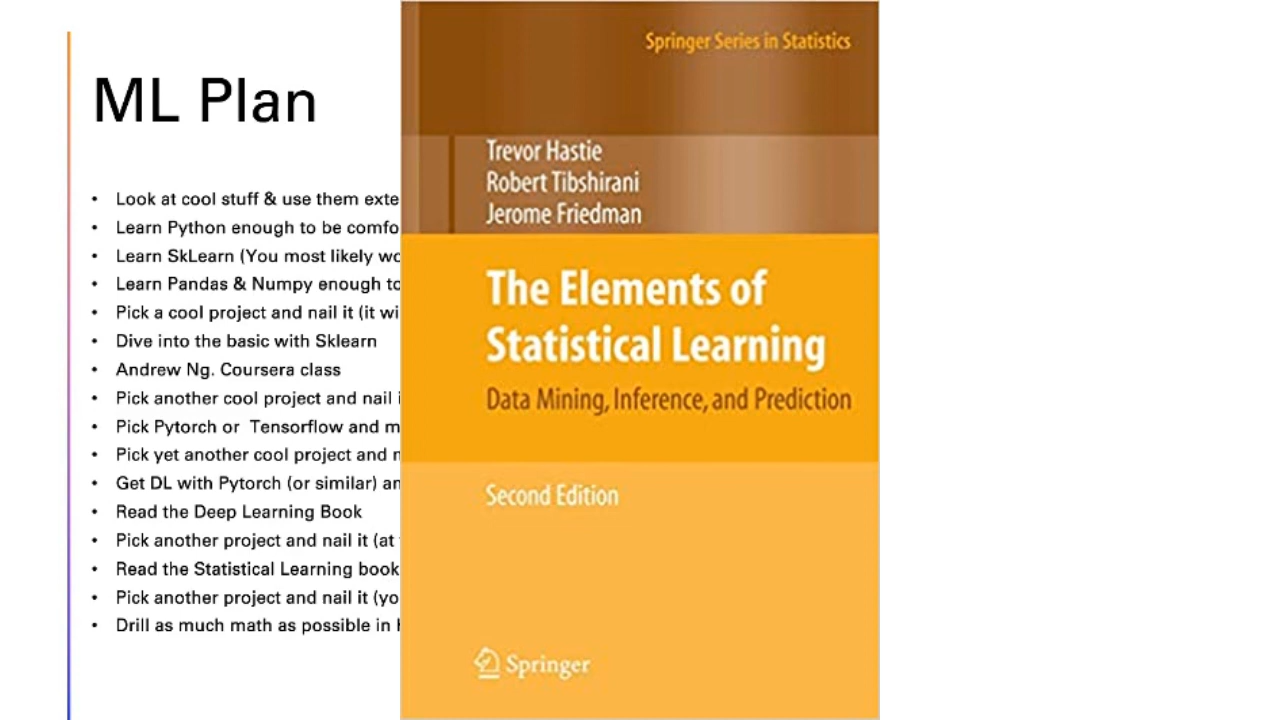 ML Plan
• Look at cool stuff & use them exte
• Learn Python enough to be comfo
• Learn SkLearn (You most likely wo
• Learn Pandas & Numpy enough to
• Pick a cool project and nail it (it wi
• Dive into the basic with Sklearn
• Andrew Ng. Coursera class
• Pick another cool project and nail i
• Pick Pytorch or Tensorflow and m
• Pick yet another cool project and n
• Get DL with Pytorch (or similar) an
• Read the Deep Learning Book
• Pick another project and nail it (at
• Read the Statistical Learning book
• Pick another project and nail it (yo
• Drill as much math as possible in
Springer Series in Statistics
Trevor Hastie
Robert Tibshirani
Jerome Friedman
The Elements of
Statistical Learning
Data Mining, Inference, and Prediction
Second Edition
Springer